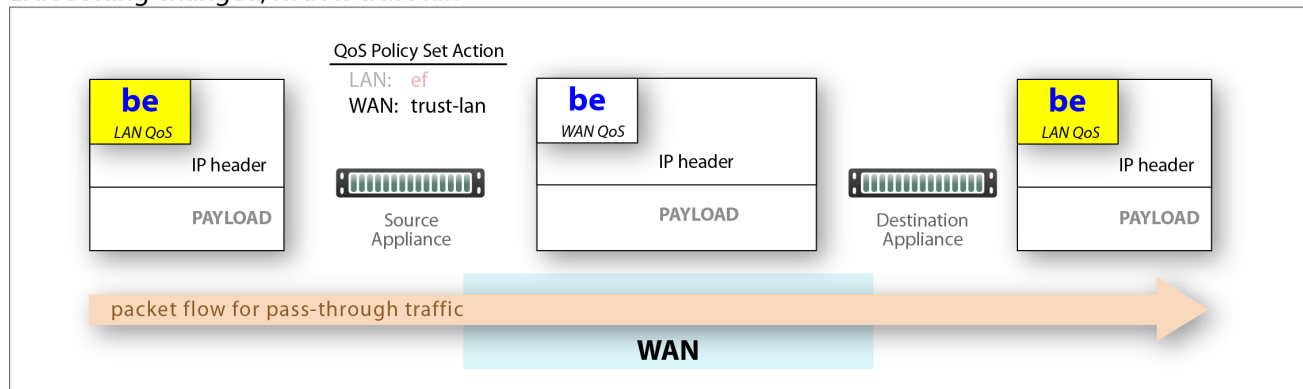 QoS Policy Set Action
LAN: ef
WAN: trust-lan
be
LAN QoS
IP header
PAYLOAD
Source
Appliance
be
WAN QoS
IP header
PAYLOAD
Destination
Appliance
be
LAN QoS
IP header
PAYLOAD
packet flow for pass-through traffic
WAN